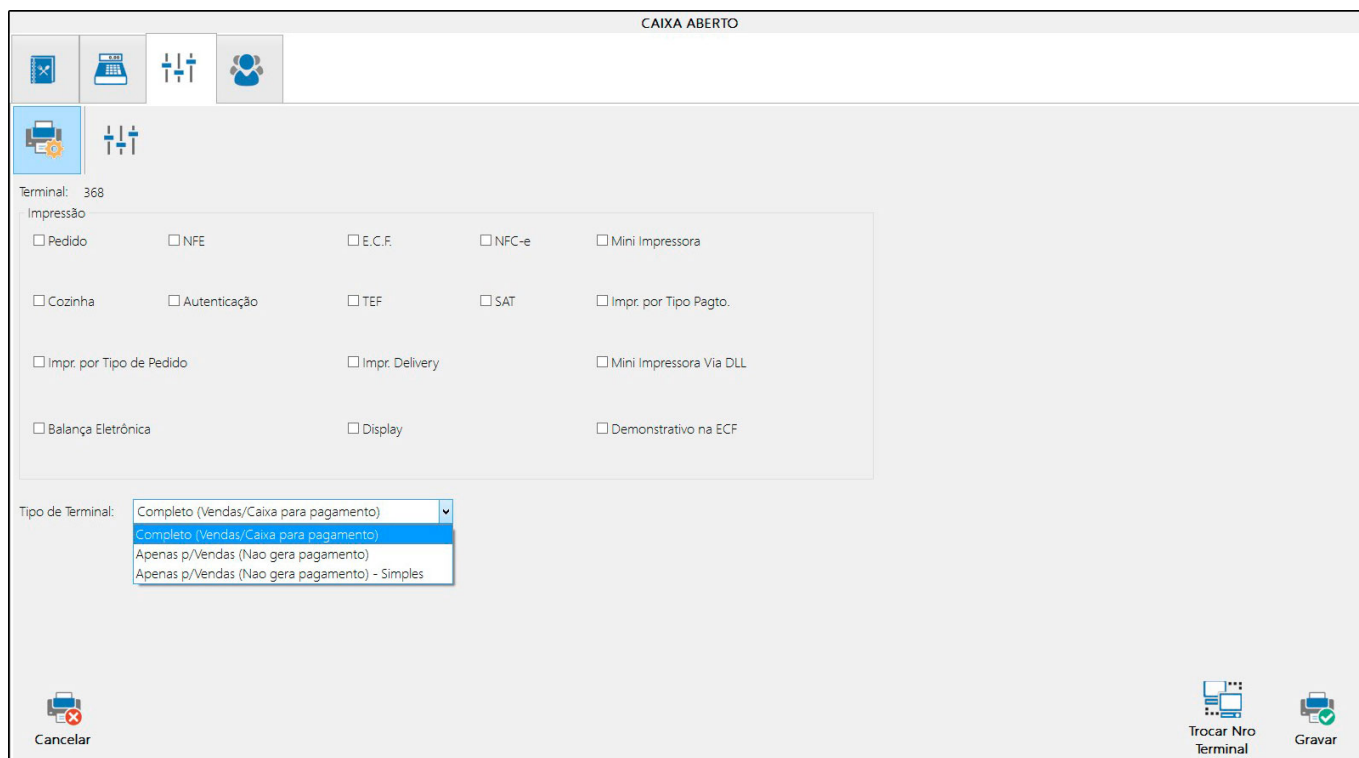 CAIXA ABERTO
Terminal: 368
Impressão
Pedido NFE E.C.F. NFC-e Mini Impressora
Cozinha Autenticação TEF SAT Impr. por Tipo Pagto.
Impr. por Tipo de Pedido Impr. Delivery Mini Impressora Via DLL
Balança Eletrônica Display Demonstrativo na ECF
Tipo de Terminal: Completo (Vendas/Caixa para pagamento)
Completo (Vendas/Caixa para pagamento)
Apenas p/Vendas (Nao gera pagamento)
Apenas p/Vendas (Nao gera pagamento) - Simples
Cancelar
Trocar Nro
Terminal
Gravar